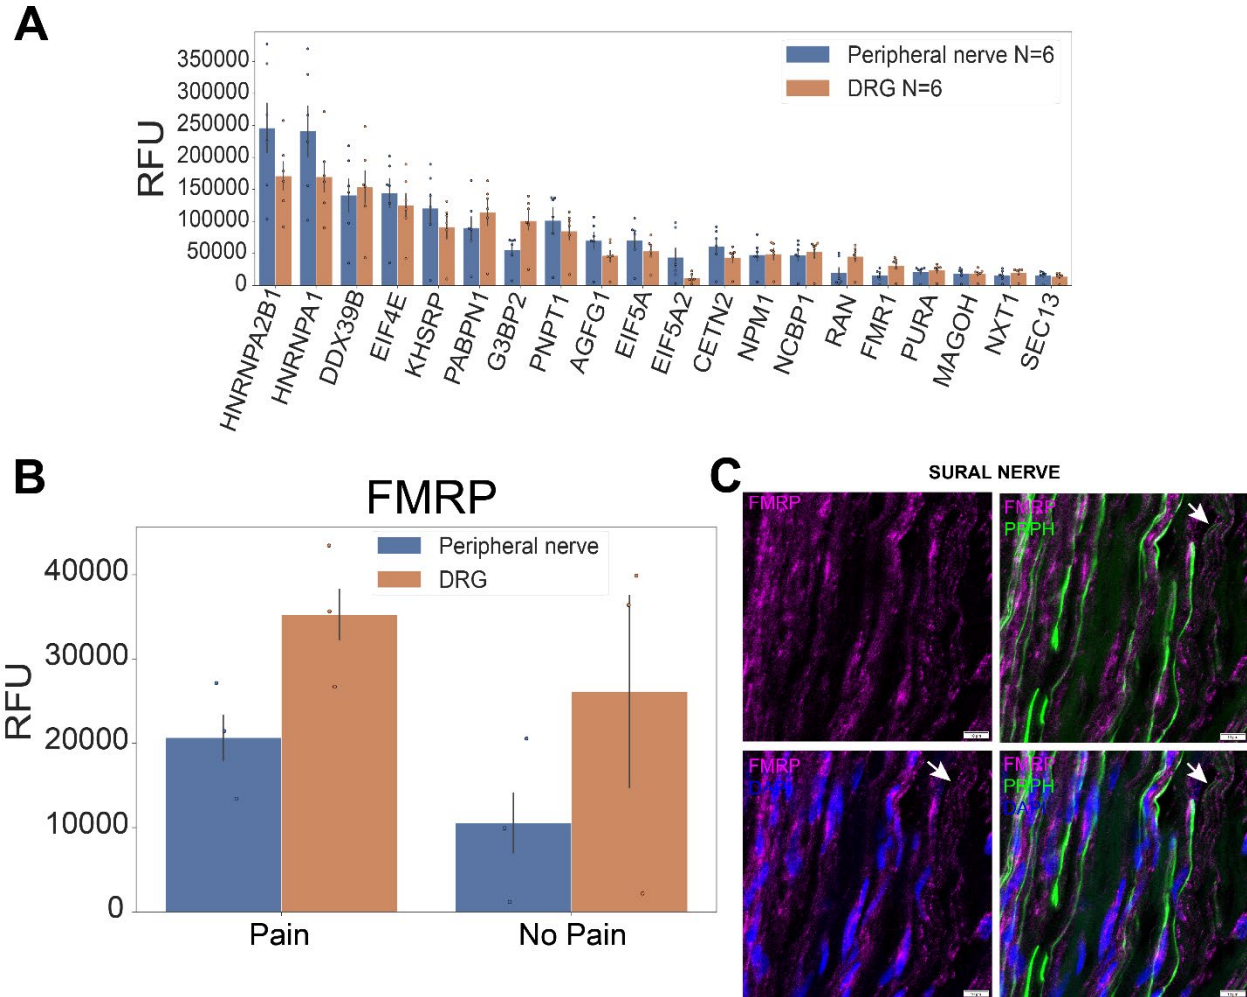 A
350000
300000
250000
200000
150000
100000
50000
0
RFU
Peripheral nerve N=6
DRG N=6
HNRNPA2B1
HNRNPA1
DDX39B
EIF4E
KHSRP
PABPN1
G3BP2
PNPT1
AGFG1
EIF5A
EIF5A2
CETN2
NPM1
NCBP1
RAN
FMR1
PURA
MAGOH
NXT1
SEC13
B
FMRP
Peripheral nerve
DRG
40000
30000
20000
10000
0
RFU
Pain
No Pain
C
SURAL NERVE
FMRP
FMRP
PRPH
FMRP
DAPI
FMRP
PRPH
DAPI